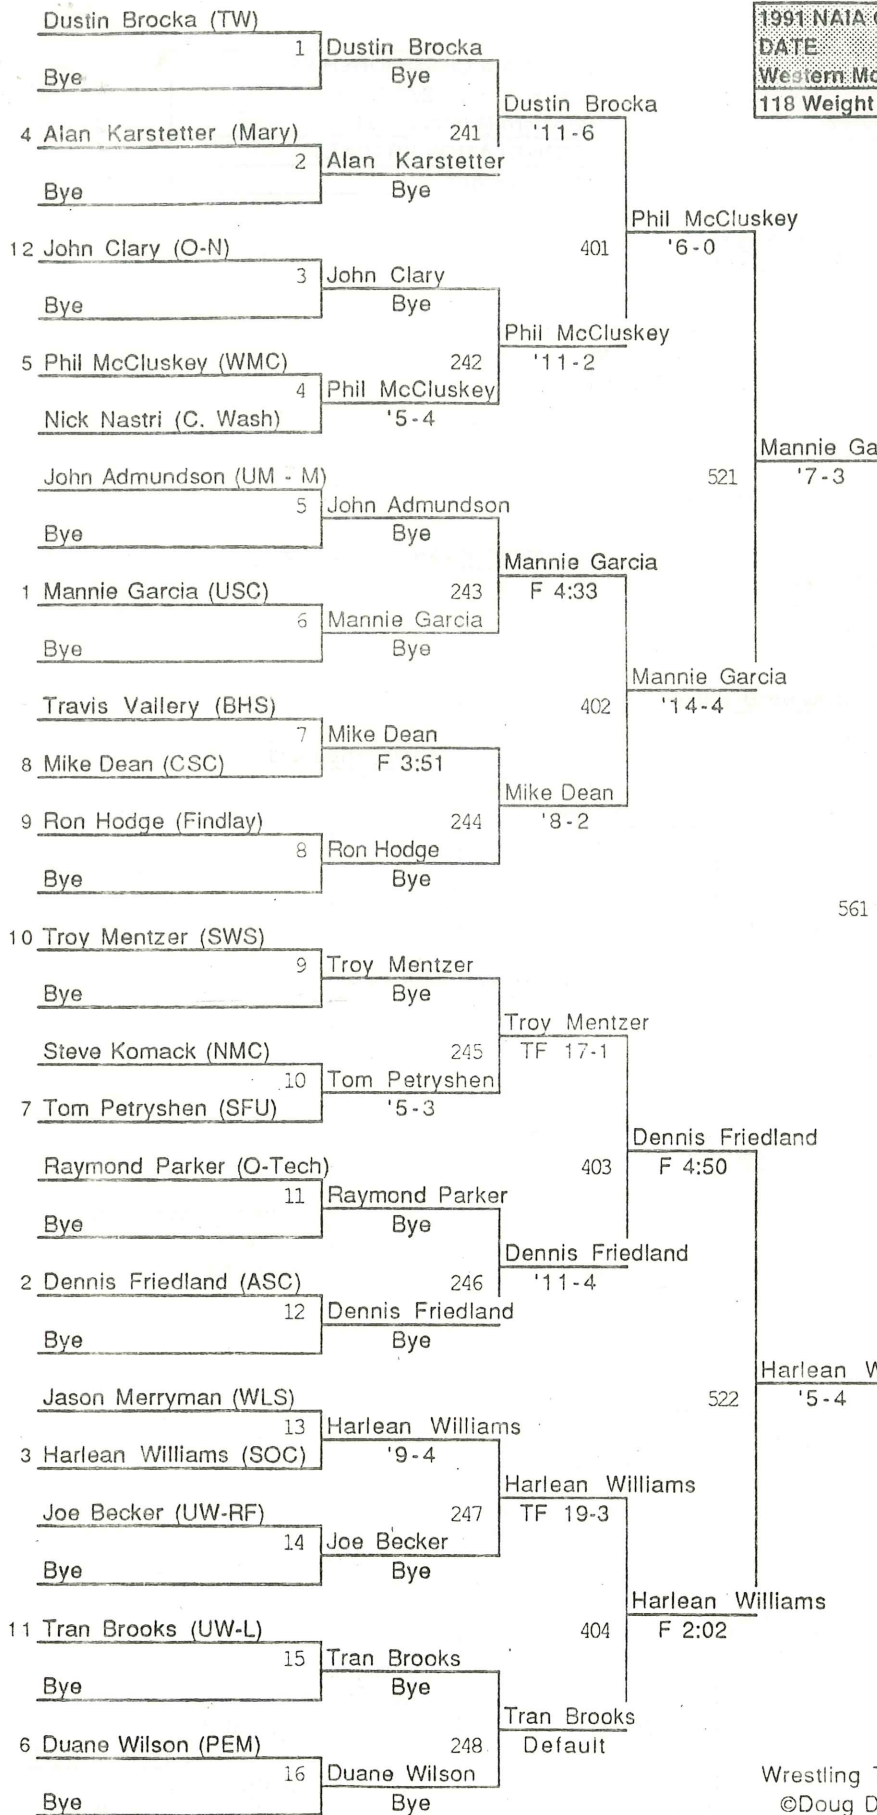 Dustin Brocka (TW)
1991 NAIA
1 Dustin Brocka
DATE
Bye
Bye
Western
Dustin Brocka
118 Weight
4 Alan Karstetter (Mary)
241
'11-6
2 Alan Karstetter
Bye
Bye
Phil McCluskey
12 John Clary (O-N)
401
'6-0
3 John Clary
Bye
Bye
Phil McCluskey
5 Phil McCluskey (WMC)
242
'11-2
4 Phil McCluskey
Nick Nastri (C. Wash)
'5-4
Mannie Ga
John Admundson (UM - M)
521
'7-3
5 John Admundson
Bye
Bye
Mannie Garcia
1 Mannie Garcia (USC)
243
F 4:33
6 Mannie Garcia
Bye
Bye
Mannie Garcia
Travis Vallery (BHS)
402
'14-4
7 Mike Dean
8 Mike Dean (CSC)
F 3:51
Mike Dean
9 Ron Hodge (Findlay)
244
'8-2
8 Ron Hodge
Bye
Bye
561
10 Troy Mentzer (SWS)
9 Troy Mentzer
Bye
Bye
Troy Mentzer
Steve Komack (NMC)
245
TF 17-1
10 Tom Petryshen
7 Tom Petryshen (SFU)
'5-3
Dennis Friedland
Raymond Parker (O-Tech)
403
F 4:50
11 Raymond Parker
Bye
Bye
Dennis Friedland
2 Dennis Friedland (ASC)
246
'11-4
12 Dennis Friedland
Bye
Bye
Harlean W
Jason Merryman (WLS)
522
'5-4
13 Harlean Williams
3 Harlean Williams (SOC)
'9-4
Harlean Williams
Joe Becker (UW-RF)
247
TF 19-3
14 Joe Becker
Bye
Bye
Harlean Williams
11 Tran Brooks (UW-L)
404
F 2:02
15 Tran Brooks
Bye
Bye
Tran Brooks
6 Duane Wilson (PEM)
248
Default
16 Duane Wilson
Wrestling T
Bye
Bye
©Doug D